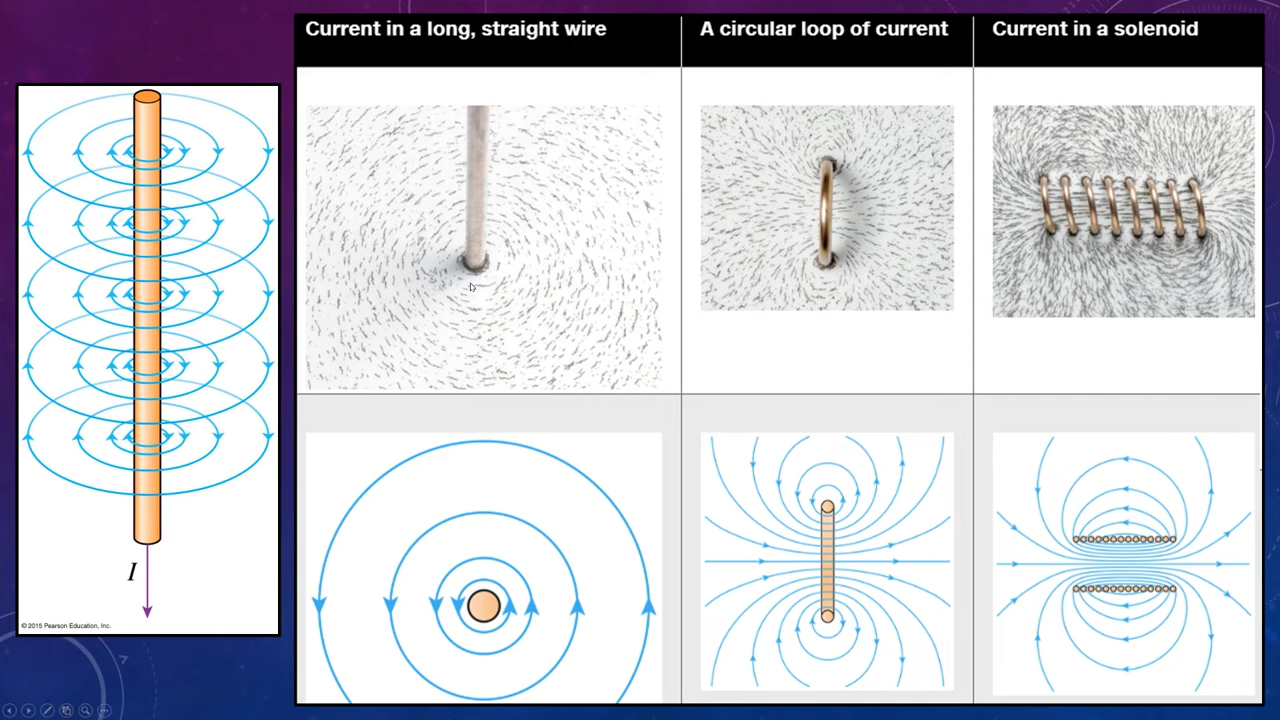 Current in a long, straight wire
A circular loop of current
Current in a solenoid
I
© 2015 Pearson Education, Inc.